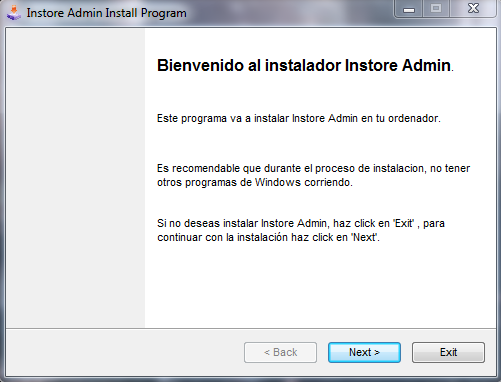 Instore Admin Install Program
Bienvenido al instalador Instore Admin.
Este programa va a instalar Instore Admin en tu ordenador.
Es recomendable que durante el proceso de instalacion, no tener
otros programas de Windows corriendo.
Si no deseas instalar Instore Admin, haz click en 'Exit' , para
continuar con la instalación haz click en 'Next'.
< Back
Next >
Exit